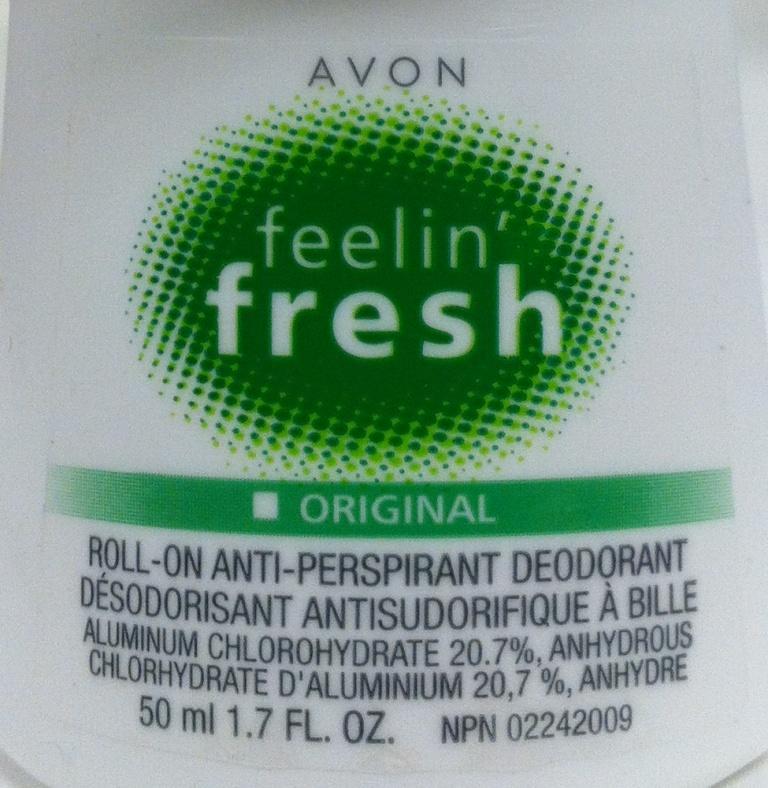 AVON
feelin'
fresh
ORIGINAL
ROLL-ON ANTI-PERSPIRANT DEODORANT
DÉSODORISANT ANTISUDORIFIQUE À BILLE
ALUMINUM CHLOROHYDRATE 20.7%, ANHYDROUS
CHLORHYDRATE D'ALUMINIUM 20,7 %, ANHYDRE
50 ml 1.7 FL. OZ. NPN 02242009